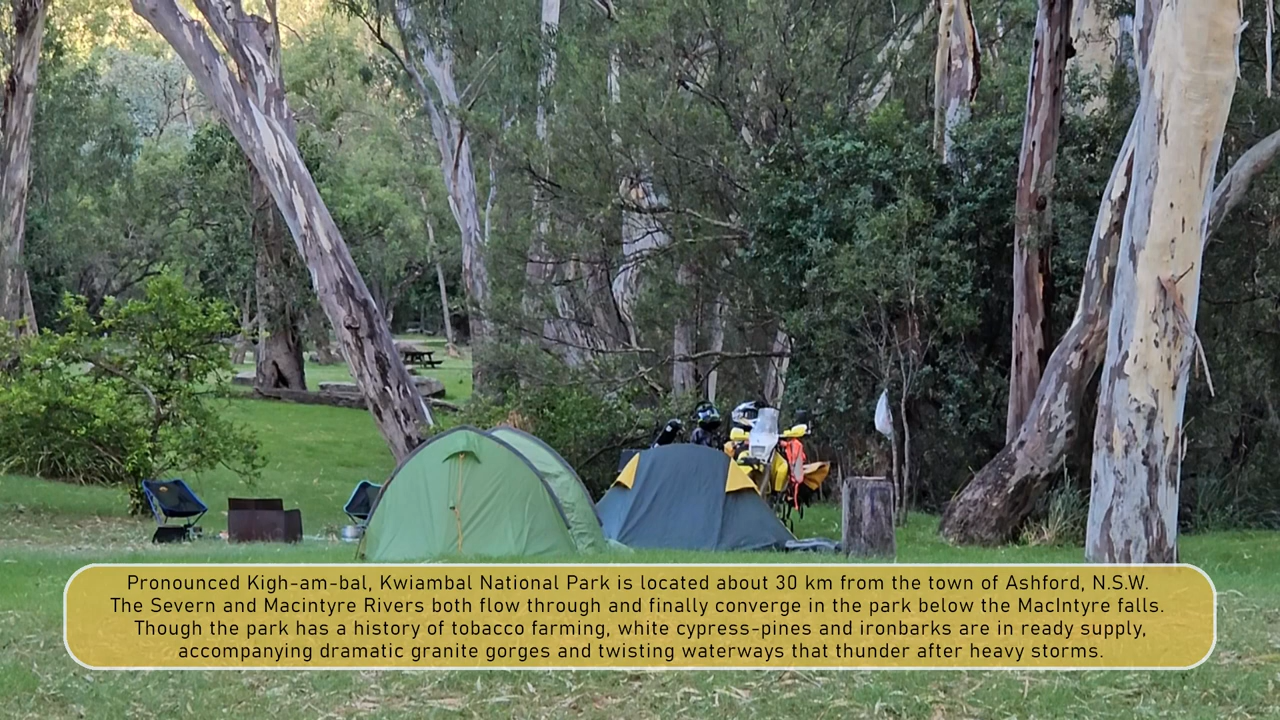 Pronounced Kigh-am-bal, Kwiambal National Park is located about 30 km from the town of Ashford, N.S.W.
The Severn and Macintyre Rivers both flow through and finally converge in the park below the MacIntyre falls.
Though the park has a history of tobacco farming, white cypress-pines and ironbarks are in ready supply,
accompanying dramatic granite gorges and twisting waterways that thunder after heavy storms.